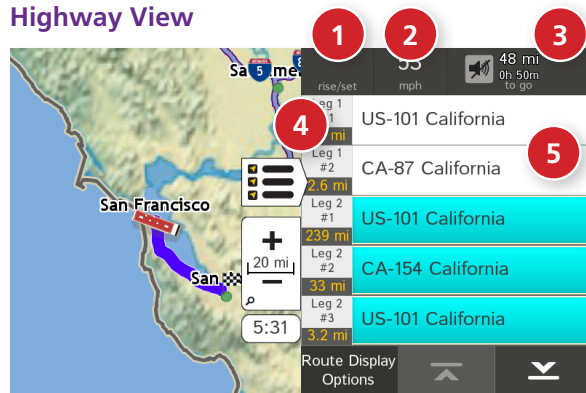 Highway View
1
2
3
rise/set
mph
48 mi
0h 50m
to go
5
4
Leg 1
mi
US-101 California
Leg 1
#2
2.6 mi
CA-87 California
5
San Francisco
Leg 2
#1
239 mi
US-101 California
20 mi
San
Leg 2
#2
33 mi
CA-154 California
5:31
Leg 2
#3
3.2 mi
US-101 California
Route Display
Options